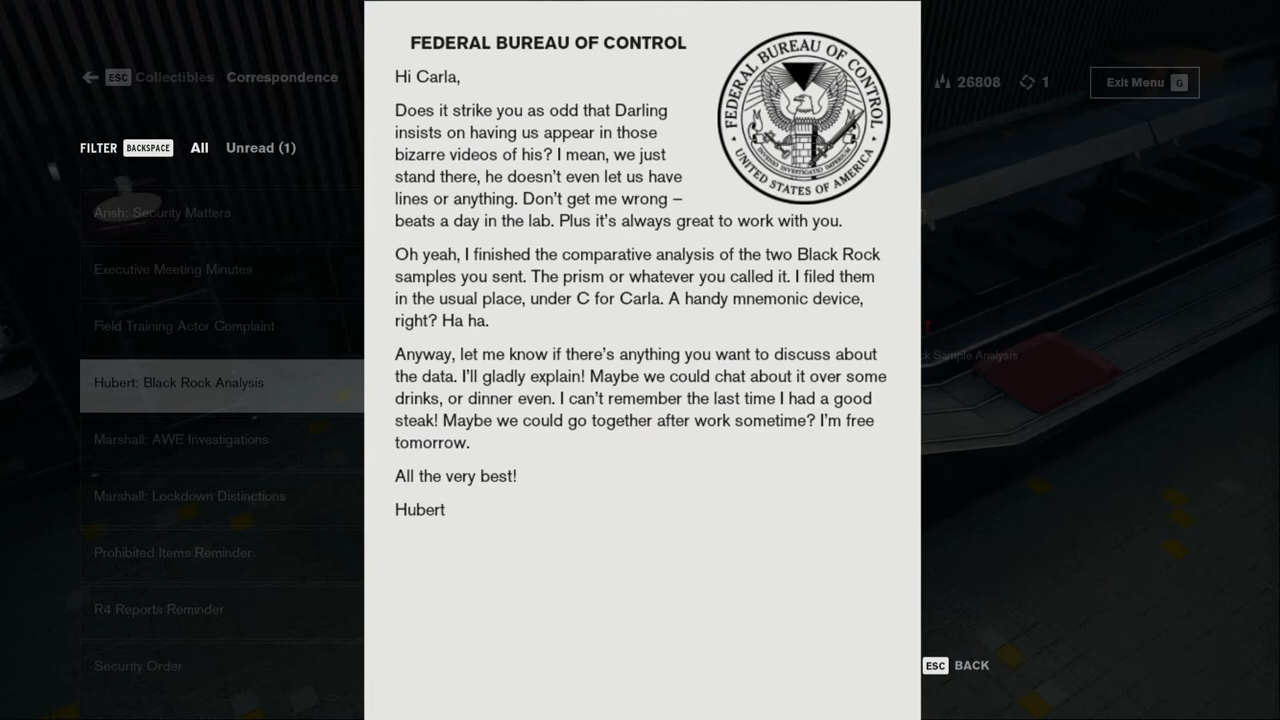 FEDERAL BUREAU OF CONTROL
Hi Carla,
Does it strike you as odd that Darling
insists on having us appear in those
bizarre videos of his? I mean, we just
stand there, he doesn't even let us have
lines or anything. Don't get me wrong –
beats a day in the lab. Plus it's always great to work with you.
Oh yeah, I finished the comparative analysis of the two Black Rock
samples you sent. The prism or whatever you called it. I filed them
in the usual place, under C for Carla. A handy mnemonic device,
right? Ha ha.
Anyway, let me know if there's anything you want to discuss about
the data. I'll gladly explain! Maybe we could chat about it over some
drinks, or dinner even. I can't remember the last time I had a good
steak! Maybe we could go together after work sometime? I'm free
tomorrow.
All the very best!
Hubert
FEDERAL BUREAU OF CONTROL
UNITED STATES OF AMERICA
ESC Collectibles Correspondence
FILTER BACKSPACE All Unread (1)
Arish: Security Matters
Executive Meeting Minutes
Field Training Actor Complaint
Hubert: Black Rock Analysis
Marshall: AWE Investigations
Marshall: Lockdown Distinctions
Prohibited Items Reminder
R4 Reports Reminder
Security Order
26808 1 Exit Menu G
Sample Analysis
ESC BACK